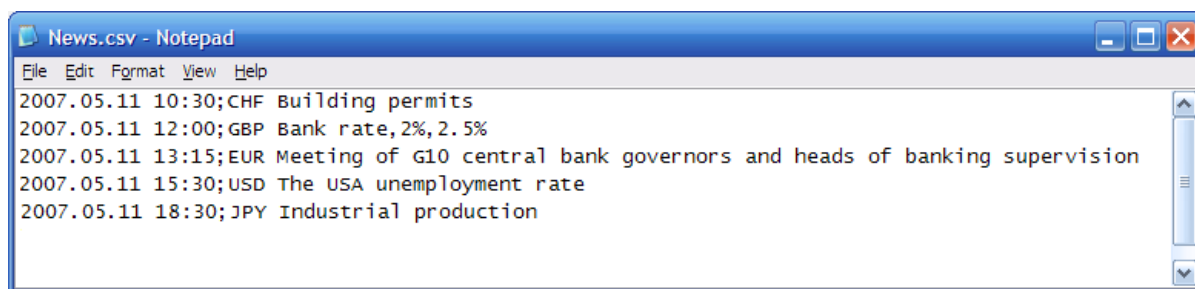 News.csv - Notepad
File Edit Format View Help
2007.05.11 10:30;CHF Building permits
2007.05.11 12:00;GBP Bank rate,2%,2.5%
2007.05.11 13:15;EUR Meeting of G10 central bank governors and heads of banking supervision
2007.05.11 15:30;USD The USA unemployment rate
2007.05.11 18:30;JPY Industrial production